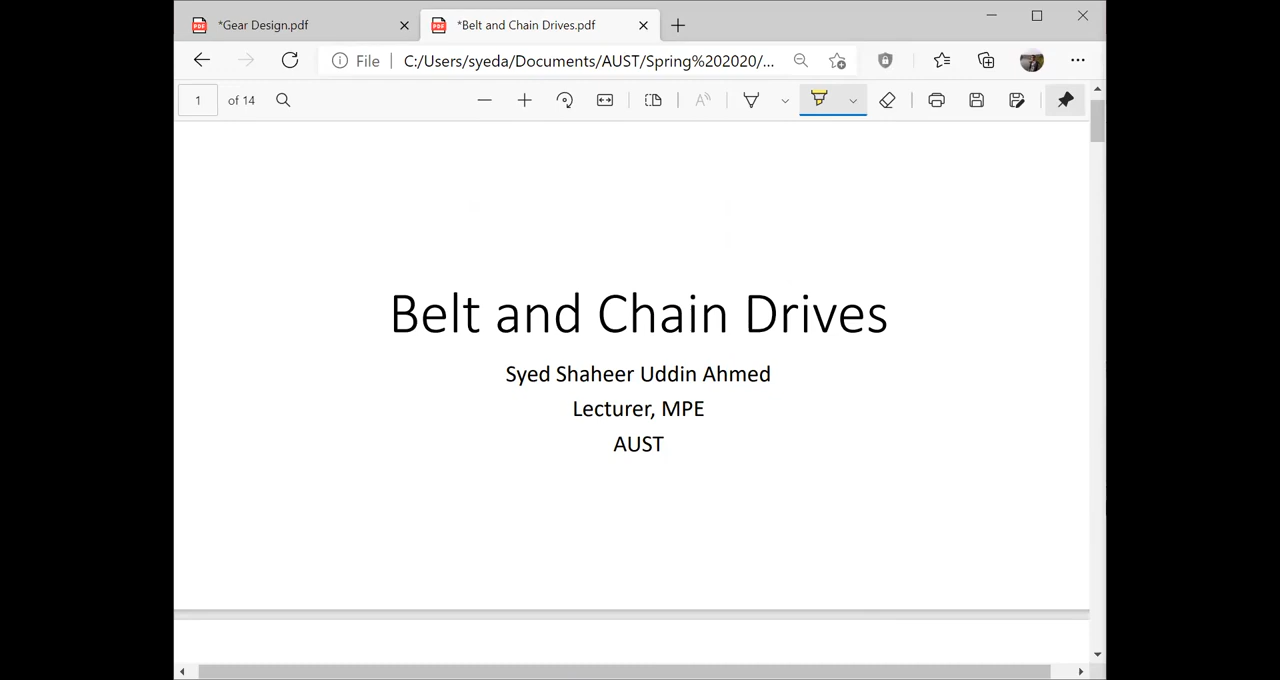 *Gear Design.pdf
*Belt and Chain Drives.pdf
File
C:/Users/syeda/Documents/AUST/Spring%202020/...
1 of 14
Belt and Chain Drives
Syed Shaheer Uddin Ahmed
Lecturer, MPE
AUST